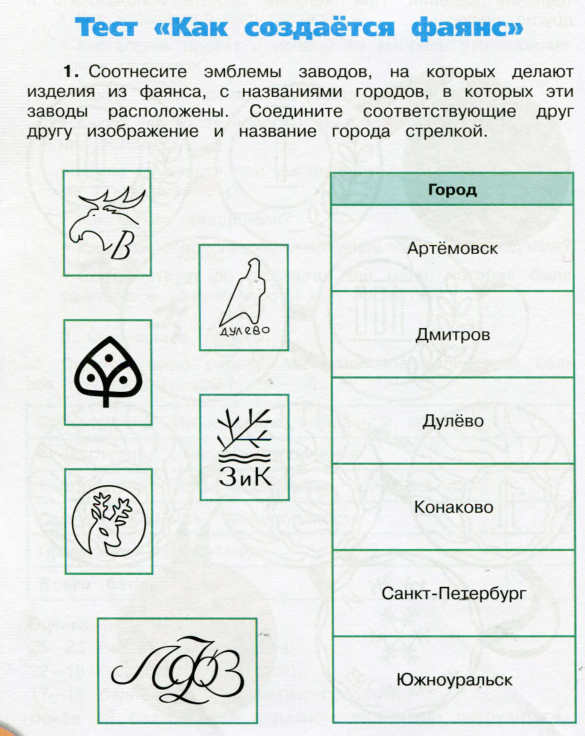 Тест «Как создаётся фаянс»
1. Соотнесите эмблемы заводов, на которых делают
изделия из фаянса, с названиями городов, в которых эти
заводы расположены. Соедините соответствующие друг
другу изображение и название города стрелкой.
В
ДУЛЕВО
ЗиК
ЛФЗ
Город
Артёмовск
Дмитров
Дулёво
Конаково
Санкт-Петербург
Южноуральск